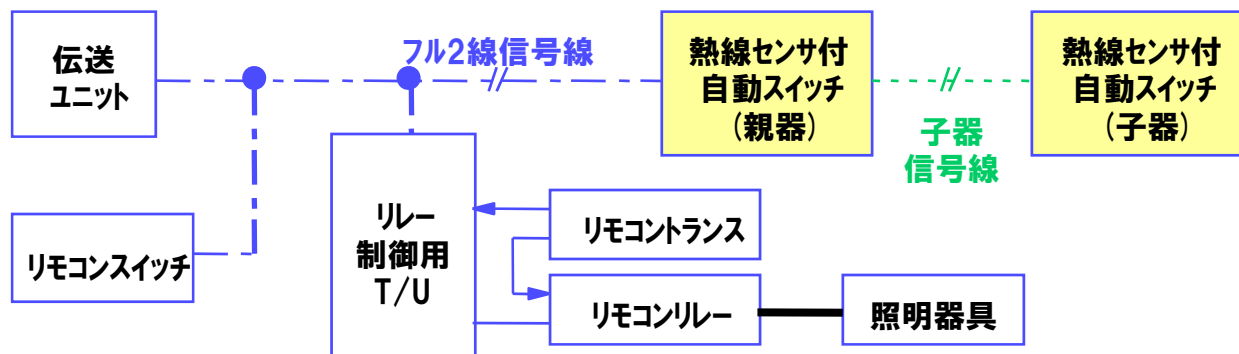 伝送
ユニット
フル2線信号線
熱線センサ付
自動スイッチ
(親器)
熱線センサ付
自動スイッチ
(子器)
子器
信号線
リモコンスイッチ
リレー
制御用
T/U
リモコントランス
リモコンリレー
照明器具